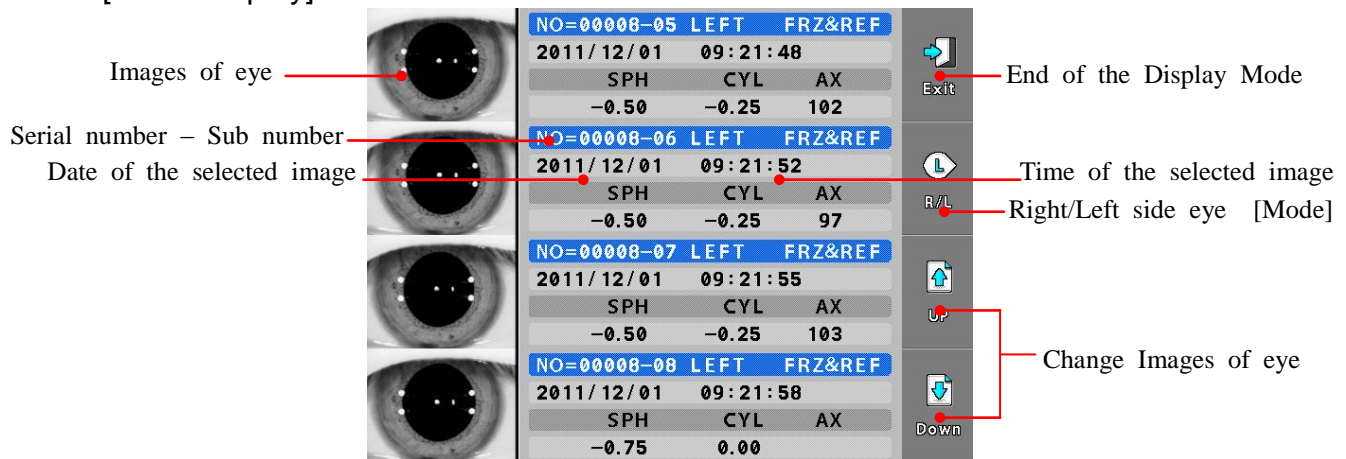 NO=00008-05 LEFT FRZ&REF
2011/12/01 09:21:48
SPH CYL AX
-0.50 -0.25 102
Exit
Images of eye
End of the Display Mode
Serial number – Sub number
Date of the selected image
NO=00008-06 LEFT FRZ&REF
2011/12/01 09:21:52
SPH CYL AX
-0.50 -0.25 97
L
R/L
Time of the selected image
Right/Left side eye [Mode]
NO=00008-07 LEFT FRZ&REF
2011/12/01 09:21:55
SPH CYL AX
-0.50 -0.25 103
UP
Change Images of eye
NO=00008-08 LEFT FRZ&REF
2011/12/01 09:21:58
SPH CYL AX
-0.75 0.00
Down